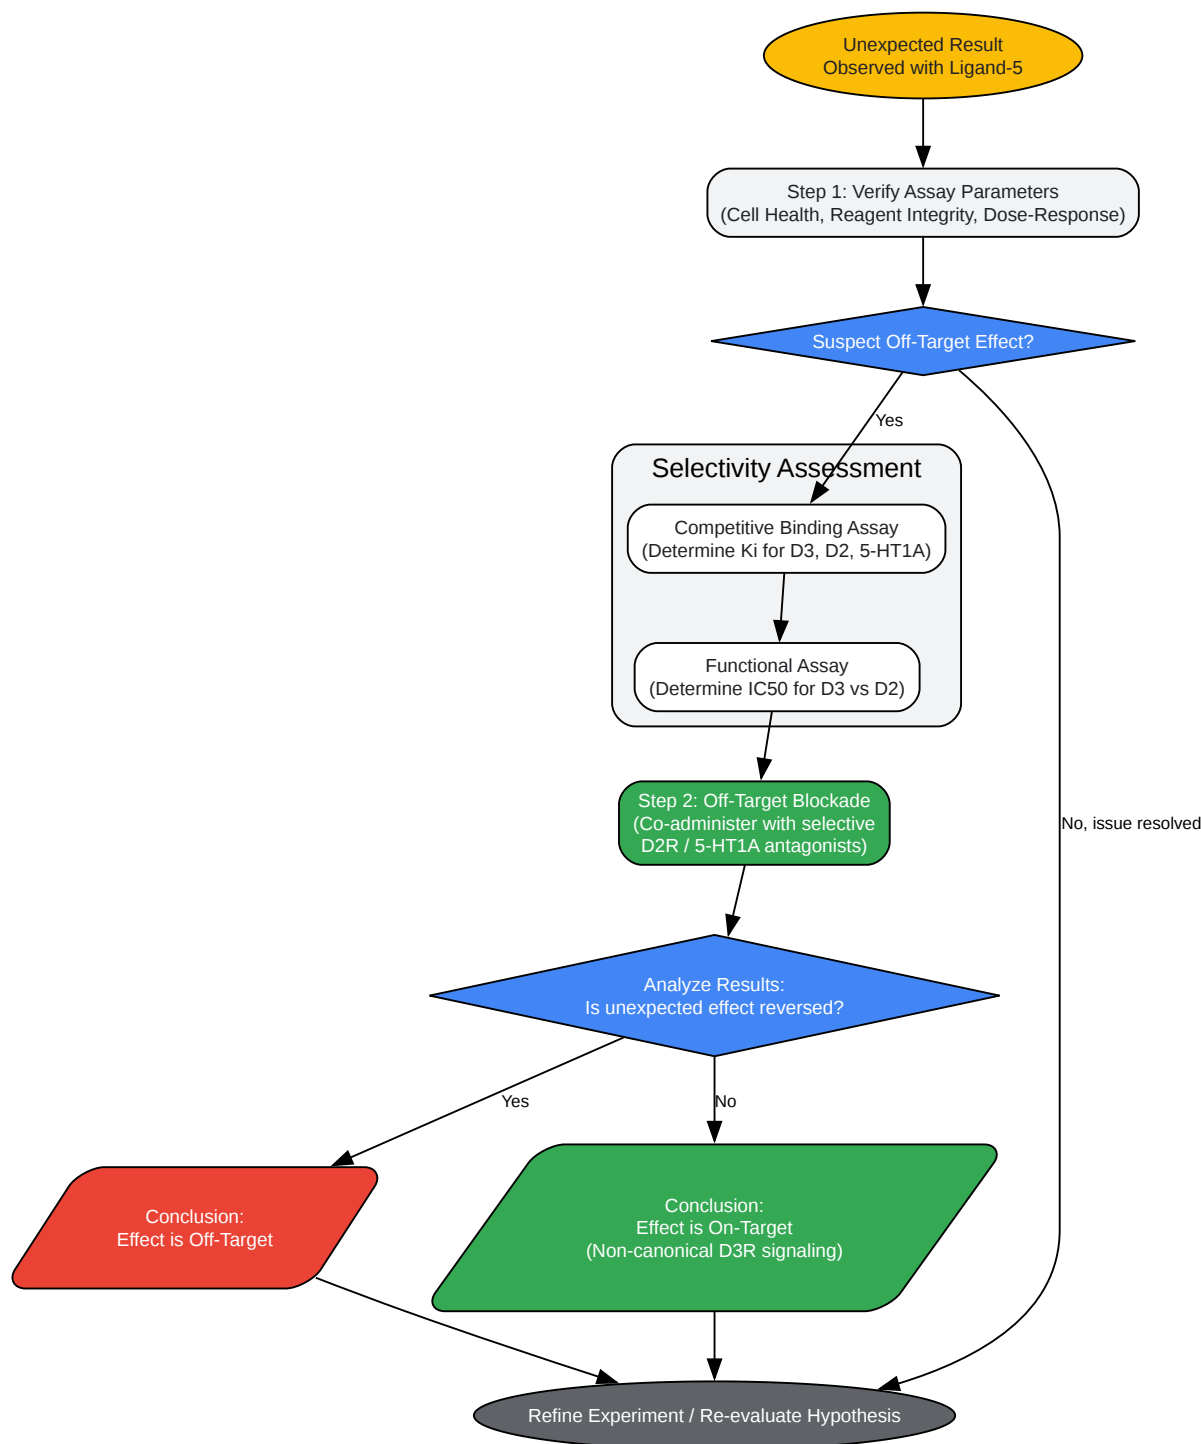 Unexpected Result
Observed with Ligand-5
Step 1: Verify Assay Parameters
(Cell Health, Reagent Integrity, Dose-Response)
Suspect Off-Target Effect?
Yes
Selectivity Assessment
Competitive Binding Assay
(Determine Ki for D3, D2, 5-HT1A)
Functional Assay
(Determine IC50 for D3 vs D2)
Step 2: Off-Target Blockade
(Co-administer with selective
D2R / 5-HT1A antagonists)
No, issue resolved
Analyze Results:
Is unexpected effect reversed?
Yes
No
Conclusion:
Effect is Off-Target
Conclusion:
Effect is On-Target
(Non-canonical D3R signaling)
Refine Experiment / Re-evaluate Hypothesis